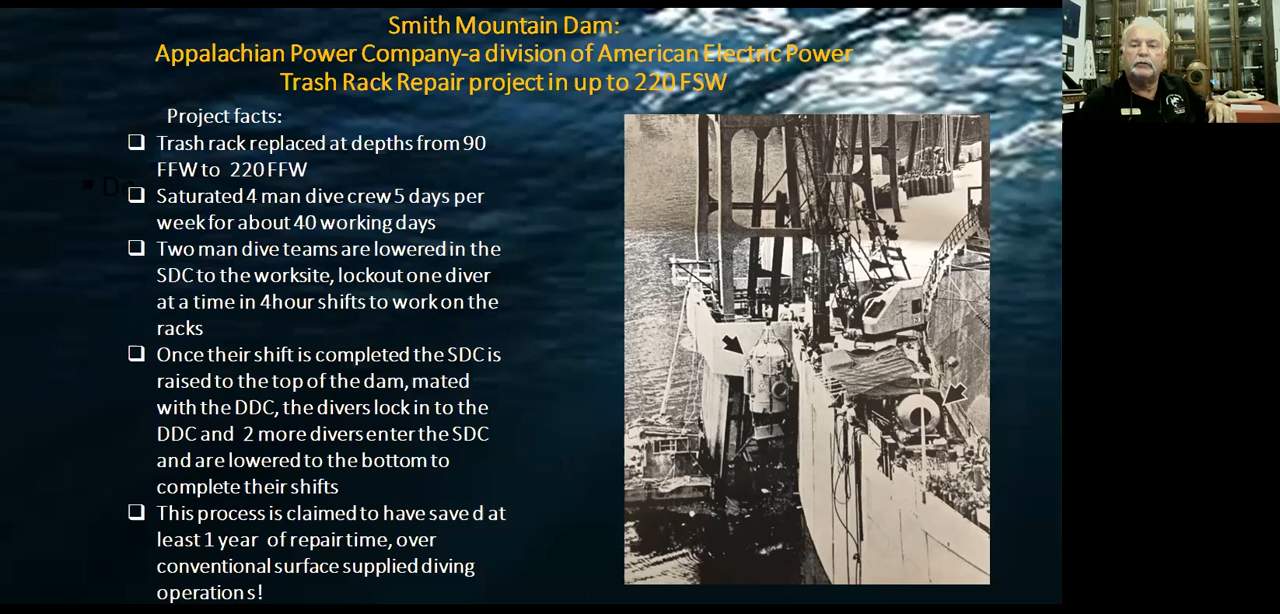 Smith Mountain Dam:
Appalachian Power Company-a division of American Electric Power
Trash Rack Repair project in up to 220 FSW
Project facts:
Trash rack replaced at depths from 90
FFW to 220 FFW
Saturated 4 man dive crew 5 days per
week for about 40 working days
Two man dive teams are lowered in the
SDC to the worksite, lockout one diver
at a time in 4hour shifts to work on the
racks
Once their shift is completed the SDC is
raised to the top of the dam, mated
with the DDC, the divers lock in to the
DDC and 2 more divers enter the SDC
and are lowered to the bottom to
complete their shifts
This process is claimed to have save d at
least 1 year of repair time, over
conventional surface supplied diving
operation s!